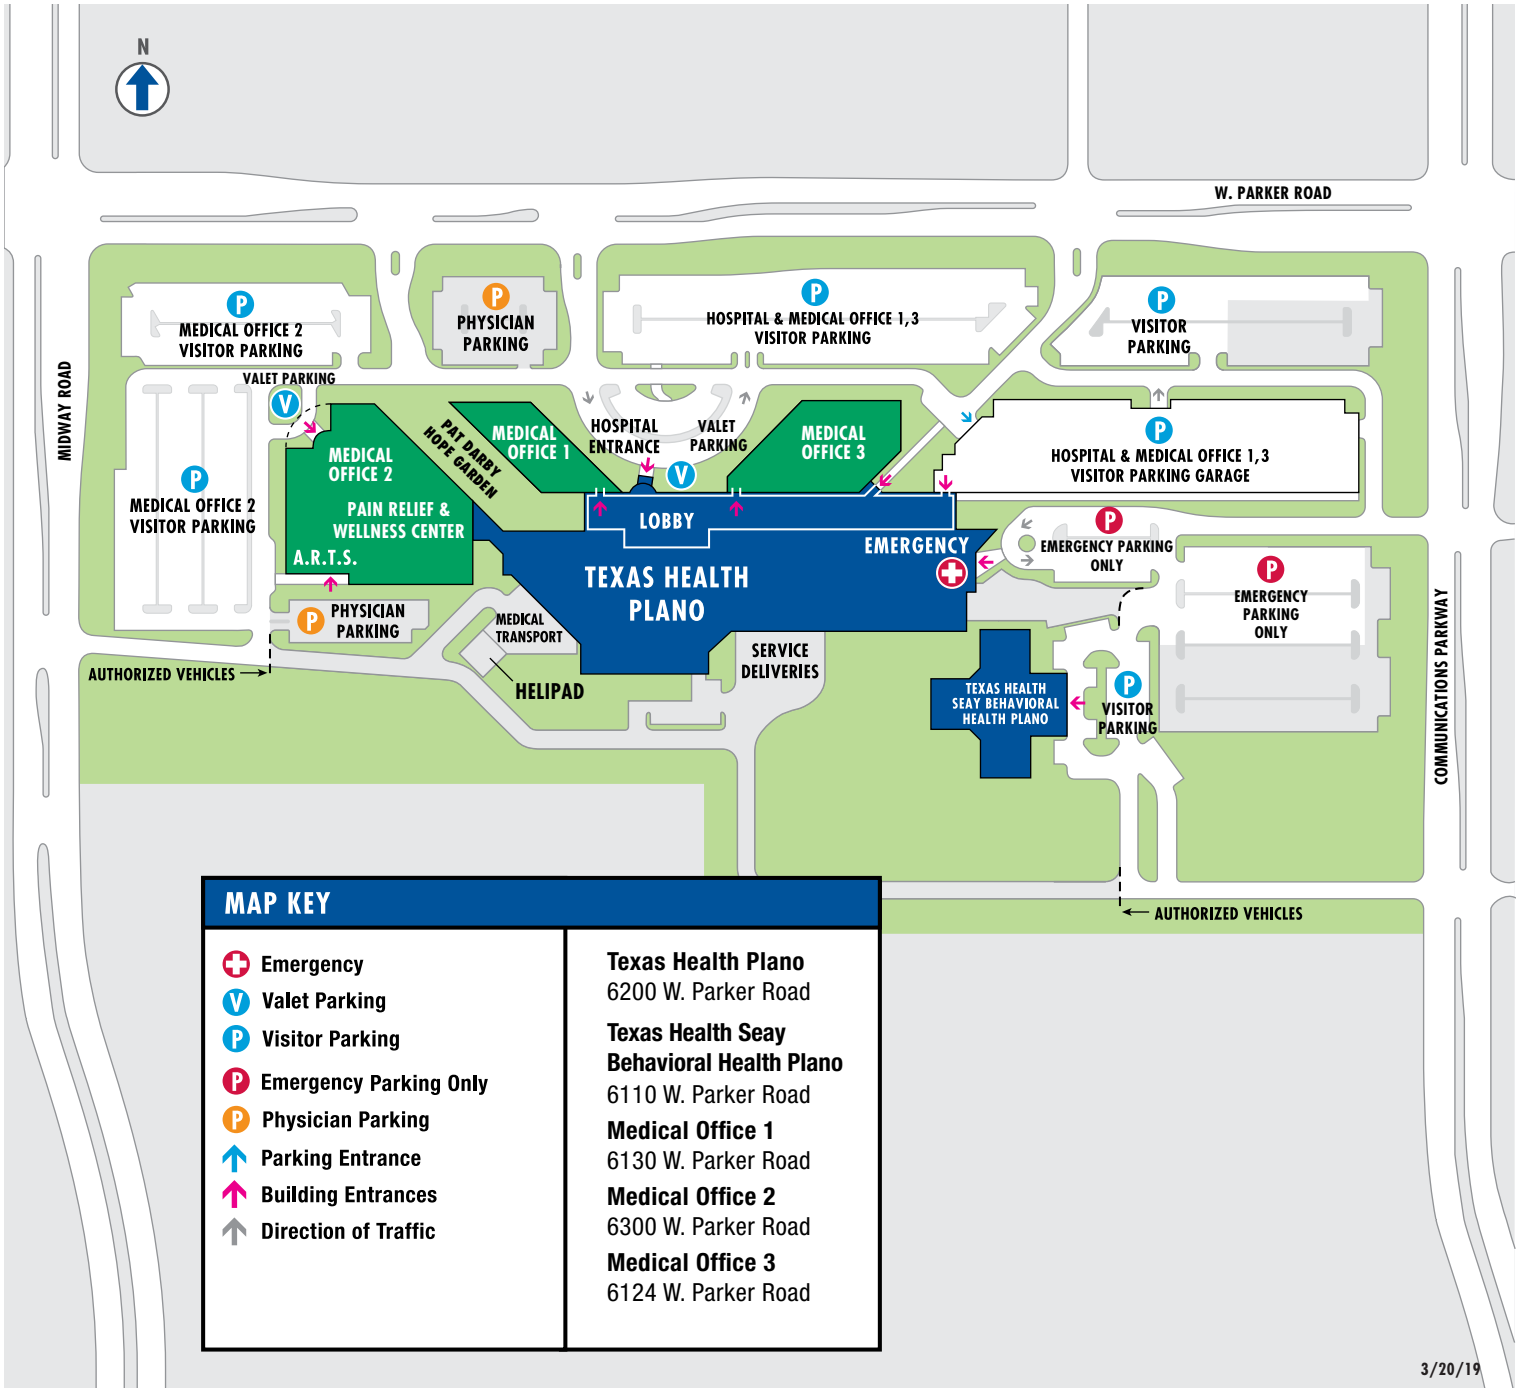 N
W. PARKER ROAD
MIDWAY ROAD
COMMUNICATIONS PARKWAY
P
MEDICAL OFFICE 2
VISITOR PARKING
P
PHYSICIAN
PARKING
P
HOSPITAL & MEDICAL OFFICE 1,3
VISITOR PARKING
P
VISITOR
PARKING
VALET PARKING
V
P
MEDICAL OFFICE 2
VISITOR PARKING
MEDICAL
OFFICE 2
PAIN RELIEF &
WELLNESS CENTER
A.R.T.S.
PAT DARBY
HOPE GARDEN
MEDICAL
OFFICE 1
HOSPITAL
ENTRANCE
VALET
PARKING
V
MEDICAL
OFFICE 3
P
HOSPITAL & MEDICAL OFFICE 1,3
VISITOR PARKING GARAGE
LOBBY
EMERGENCY
TEXAS HEALTH
PLANO
P
EMERGENCY PARKING
ONLY
P
EMERGENCY
PARKING
ONLY
P
PHYSICIAN
PARKING
MEDICAL
TRANSPORT
HELIPAD
SERVICE
DELIVERIES
AUTHORIZED VEHICLES
TEXAS HEALTH
SEAY BEHAVIORAL
HEALTH PLANO
P
VISITOR
PARKING
AUTHORIZED VEHICLES
MAP KEY
Emergency
V Valet Parking
P Visitor Parking
P Emergency Parking Only
P Physician Parking
Parking Entrance
Building Entrances
Direction of Traffic
Texas Health Plano
6200 W. Parker Road
Texas Health Seay
Behavioral Health Plano
6110 W. Parker Road
Medical Office 1
6130 W. Parker Road
Medical Office 2
6300 W. Parker Road
Medical Office 3
6124 W. Parker Road
3/20/19